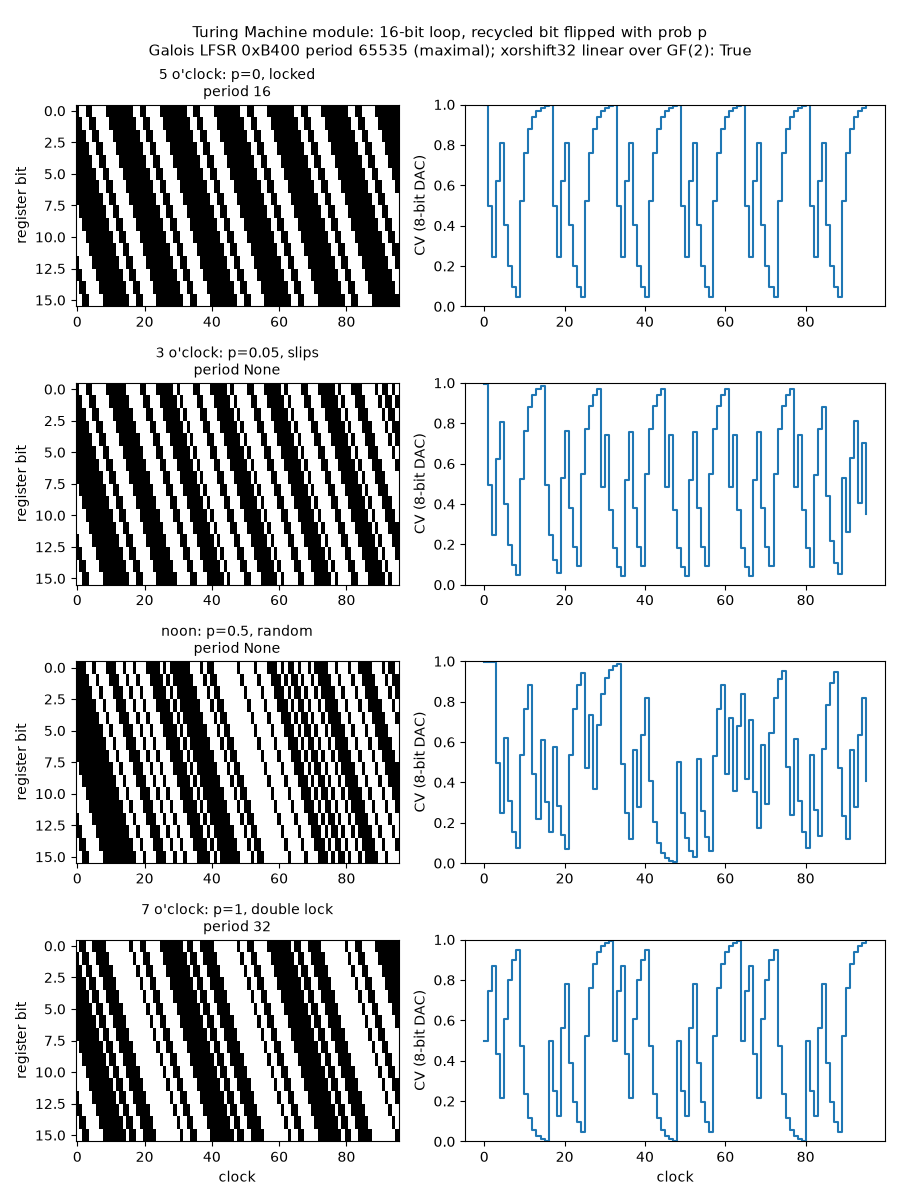 Turing Machine module: 16-bit loop, recycled bit flipped with prob p
Galois LFSR 0xB400 period 65535 (maximal); xorshift32 linear over GF(2): True
5 o'clock: p=0, locked
period 16
0.0
2.5
5.0
7.5
10.0
12.5
15.0
register bit
0 20 40 60 80
1.0
0.8
0.6
0.4
0.2
0.0
CV (8-bit DAC)
0 20 40 60 80
3 o'clock: p=0.05, slips
period None
0.0
2.5
5.0
7.5
10.0
12.5
15.0
register bit
0 20 40 60 80
1.0
0.8
0.6
0.4
0.2
0.0
CV (8-bit DAC)
0 20 40 60 80
noon: p=0.5, random
period None
0.0
2.5
5.0
7.5
10.0
12.5
15.0
register bit
0 20 40 60 80
1.0
0.8
0.6
0.4
0.2
0.0
CV (8-bit DAC)
0 20 40 60 80
7 o'clock: p=1, double lock
period 32
0.0
2.5
5.0
7.5
10.0
12.5
15.0
register bit
0 20 40 60 80
clock
1.0
0.8
0.6
0.4
0.2
0.0
CV (8-bit DAC)
0 20 40 60 80
clock